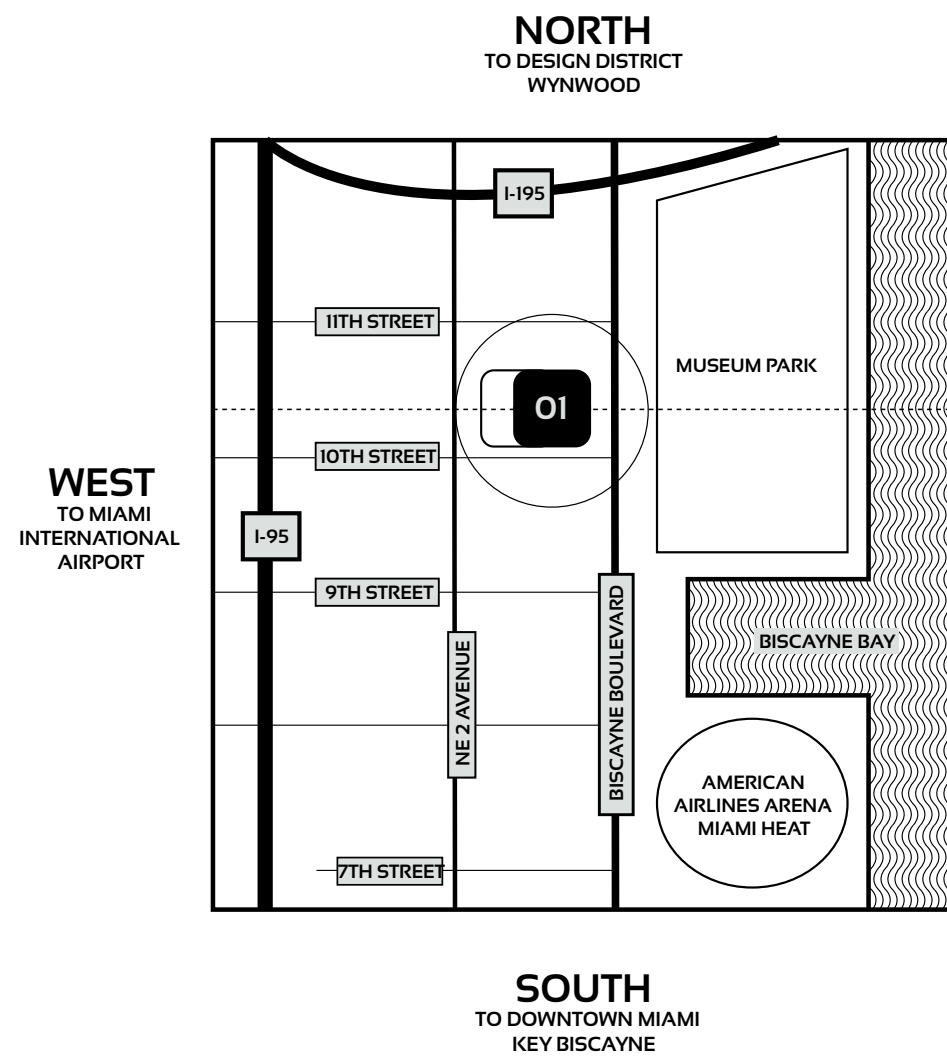 NORTH
TO DESIGN DISTRICT
WYNWOOD
I-195
11TH STREET
MUSEUM PARK
01
10TH STREET
WEST
TO MIAMI
INTERNATIONAL
AIRPORT
I-95
9TH STREET
BISCAYNE BOULEVARD
BISCAYNE BAY
NE 2 AVENUE
AMERICAN
AIRLINES ARENA
MIAMI HEAT
7TH STREET
SOUTH
TO DOWNTOWN MIAMI
KEY BISCAYNE